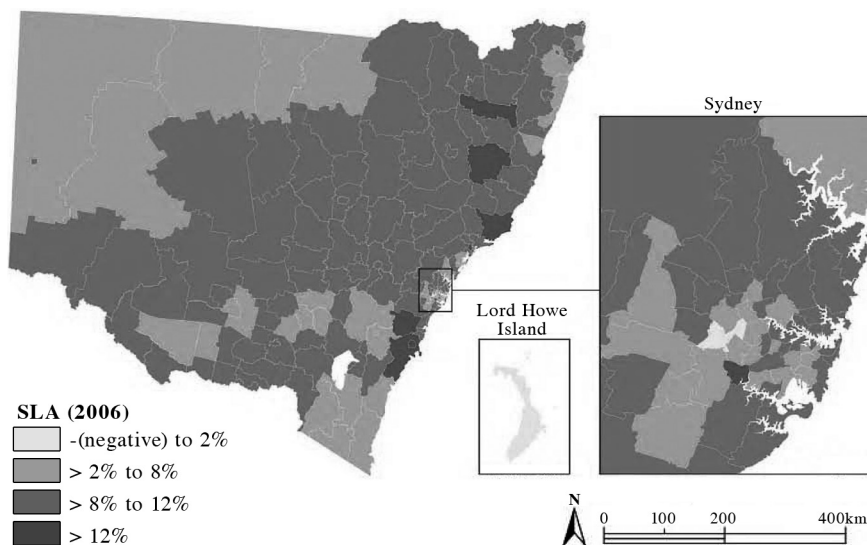 Sydney
Lord Howe
Island
SLA (2006)
-(negative) to 2%
> 2% to 8%
> 8% to 12%
> 12%
N
0 100 200 400km